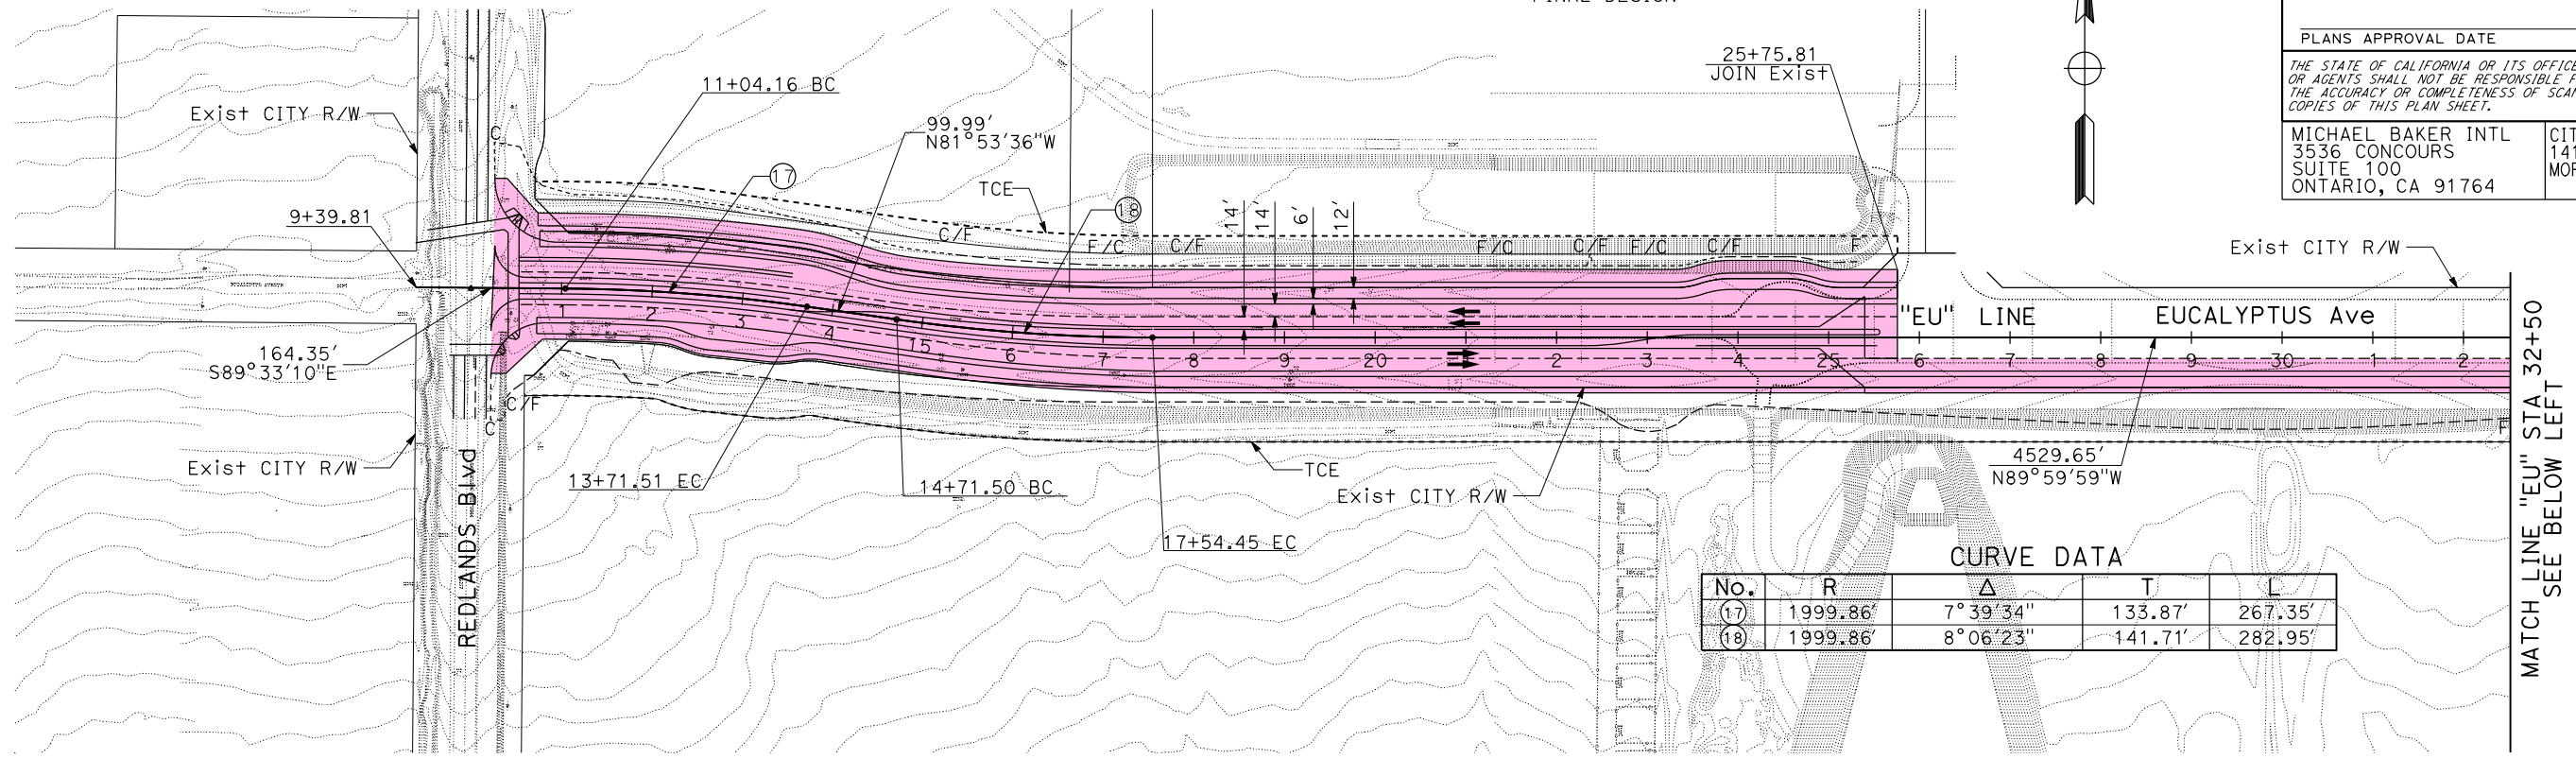 PLANS APPROVAL DATE
THE STATE OF CALIFORNIA OR ITS
OR AGENTS SHALL NOT BE RESPONSIBLE
THE ACCURACY OR COMPLETENESS OF
COPIES OF THIS PLAN SHEET.
MICHAEL BAKER INTL
3536 CONCOURS
SUITE 100
ONTARIO, CA 91764
25+75.81
JOIN Exist
11+04.16 BC
Exist CITY R/W
99.99'
N81°53'36"W
17
TCE
18
9+39.81
C
C/F
F/C
C/F
F/C
C/F
F/C
C/F
F
14'
14'
6'
12'
Exist CITY R/W
"EU" LINE
EUCALYPTUS Ave
1
2
3
4
15
6
7
8
9
20
1
2
3
4
25
6
7
8
9
30
1
2
164.35'
S89°33'10"E
C/F
C
F
Exist CITY R/W
REDLANDS Blvd
13+71.51 EC
14+71.50 BC
17+54.45 EC
TCE
Exist CITY R/W
4529.65'
N89°59'59"W
MATCH LINE "EU" STA 32+50
SEE BELOW LEFT
CURVE DATA
No. R Δ T L
17 1999.86' 7°39'34" 133.87' 267.35'
18 1999.86' 8°06'23" 141.71' 282.95'